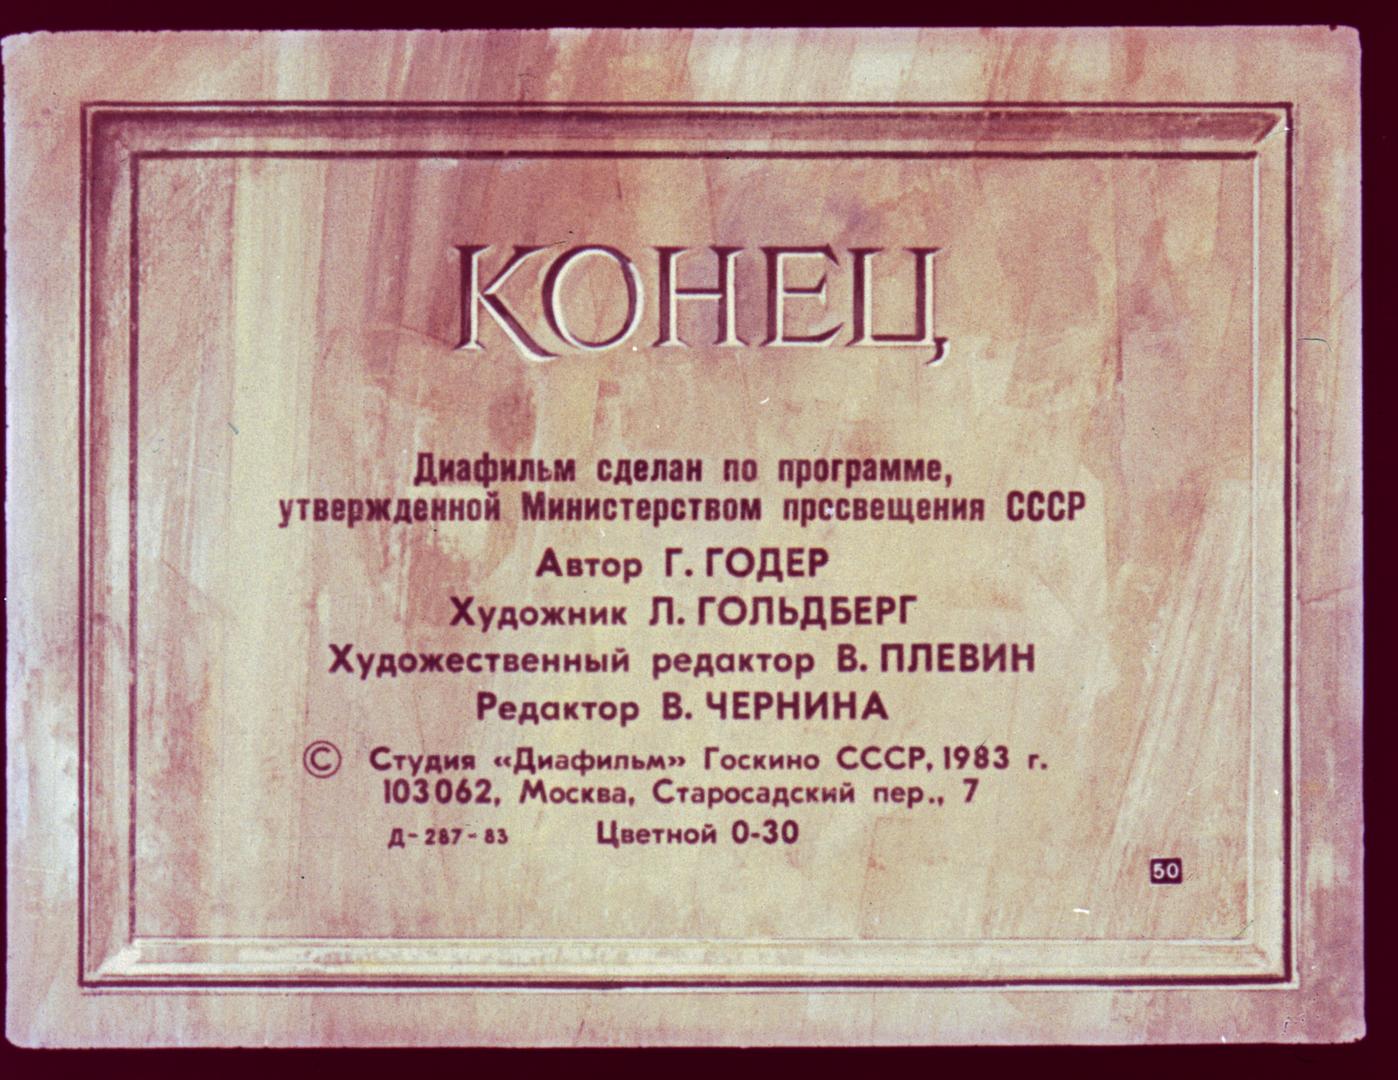 КОНЕЦ
Диафильм сделан по программе,
утвержденной Министерством просвещения СССР
Автор Г. ГОДЕР
Художник Л. ГОЛЬДБЕРГ
Художественный редактор В. ПЛЕВИН
Редактор В. ЧЕРНИНА
© Студия «Диафильм» Госкино СССР, 1983 г.
103062, Москва, Старосадский пер., 7
Д-287-83 Цветной 0-30
50